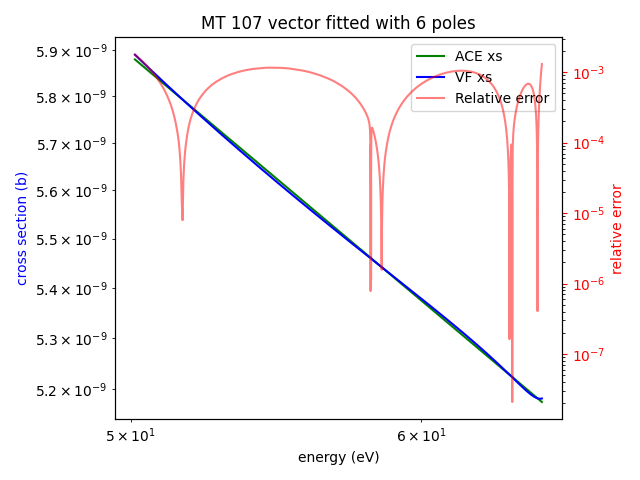 MT 107 vector fitted with 6 poles
ACE xs
VF xs
Relative error
cross section (b)
5.9 × 10⁻⁹
5.8 × 10⁻⁹
5.7 × 10⁻⁹
5.6 × 10⁻⁹
5.5 × 10⁻⁹
5.4 × 10⁻⁹
5.3 × 10⁻⁹
5.2 × 10⁻⁹
10⁻³
10⁻⁴
10⁻⁵
10⁻⁶
10⁻⁷
relative error
5 × 10¹
6 × 10¹
energy (eV)